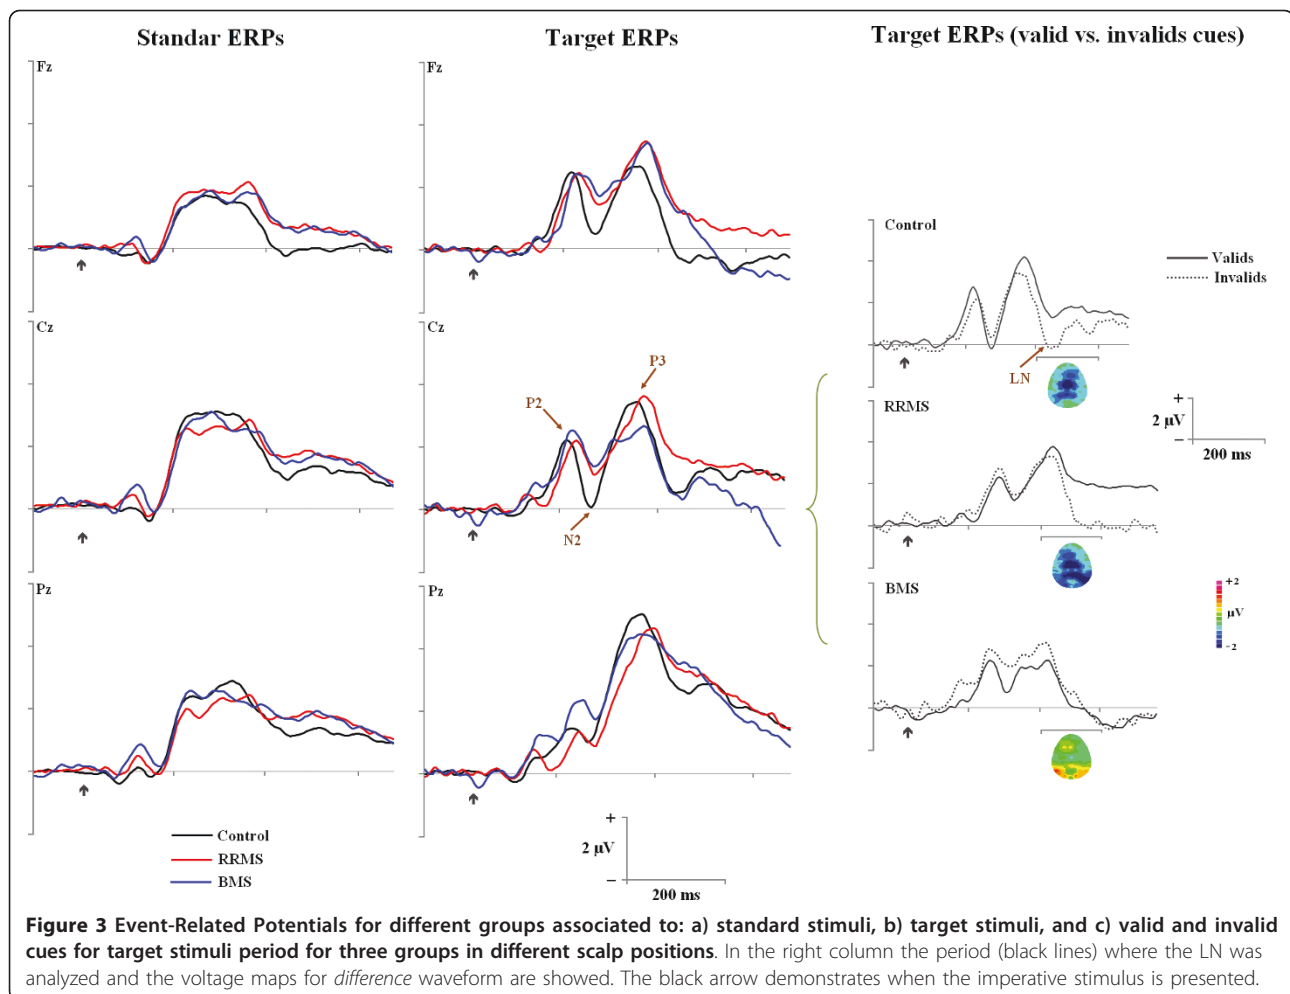 Standar ERPs
Target ERPs
Target ERPs (valid vs. invalids cues)
Fz
Fz
Control
Valids
Invalids
LN
Cz
Cz
P3
P2
N2
RRMS
+
2 µV
−
200 ms
BMS
+2
µV
-2
Pz
Pz
Control
RRMS
BMS
+
2 µV
−
200 ms
Figure 3 Event-Related Potentials for different groups associated to: a) standard stimuli, b) target stimuli, and c) valid and invalid
cues for target stimuli period for three groups in different scalp positions. In the right column the period (black lines) where the LN was
analyzed and the voltage maps for difference waveform are showed. The black arrow demonstrates when the imperative stimulus is presented.